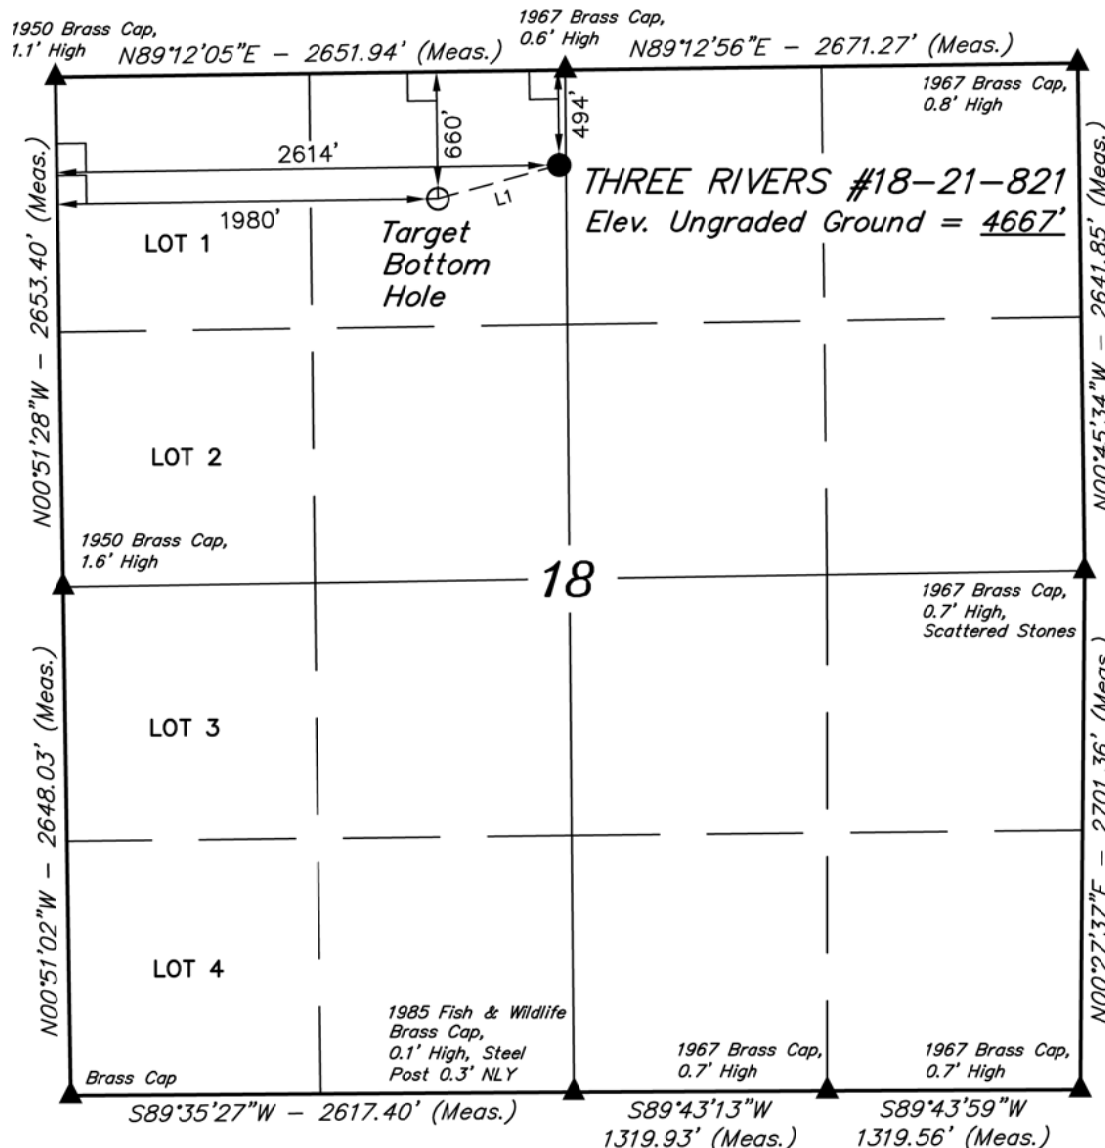 1950 Brass Cap,
1.1' High
N89°12'05"E - 2651.94' (Meas.)
1967 Brass Cap,
0.6' High
N89°12'56"E - 2671.27' (Meas.)
1967 Brass Cap,
0.8' High
660'
494'
2614'
L1
1980'
THREE RIVERS #18-21-821
Elev. Ungraded Ground = 4667'
Target
Bottom
Hole
LOT 1
N00°51'28"W - 2653.40' (Meas.)
N00°45'34"W - 2641.85' (Meas.)
LOT 2
1950 Brass Cap,
1.6' High
18
1967 Brass Cap,
0.7' High,
Scattered Stones
LOT 3
N00°51'02"W - 2648.03' (Meas.)
N00°27'37"E - 2701.36' (Meas.)
LOT 4
1985 Fish & Wildlife
Brass Cap,
0.1' High, Steel
Post 0.3' NLY
1967 Brass Cap,
0.7' High
1967 Brass Cap,
0.7' High
Brass Cap
S89°35'27"W - 2617.40' (Meas.)
S89°43'13"W
1319.93' (Meas.)
S89°43'59"W
1319.56' (Meas.)